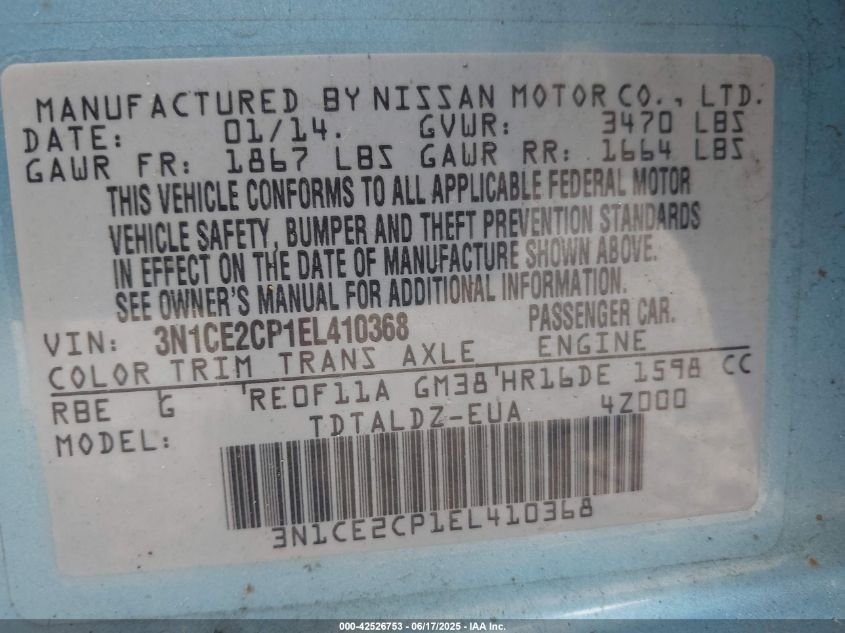 MANUFACTURED BY NISSAN MOTOR CO., LTD.
DATE: 01/14. GVWR: 3470 LBS
GAWR FR: 1867 LBS GAWR RR: 1664 LBS
THIS VEHICLE CONFORMS TO ALL APPLICABLE FEDERAL MOTOR
VEHICLE SAFETY, BUMPER AND THEFT PREVENTION STANDARDS
IN EFFECT ON THE DATE OF MANUFACTURE SHOWN ABOVE.
SEE OWNER'S MANUAL FOR ADDITIONAL INFORMATION.
VIN: 3N1CE2CP1EL410368 PASSENGER CAR.
COLOR TRIM TRANS AXLE ENGINE
RBE G RE0F11A GM38 HR16DE 1598 CC
MODEL: TDTALDZ-EUA 4Z000
3N1CE2CP1EL410368
000-42526753 - 06/17/2025 - IAA Inc.